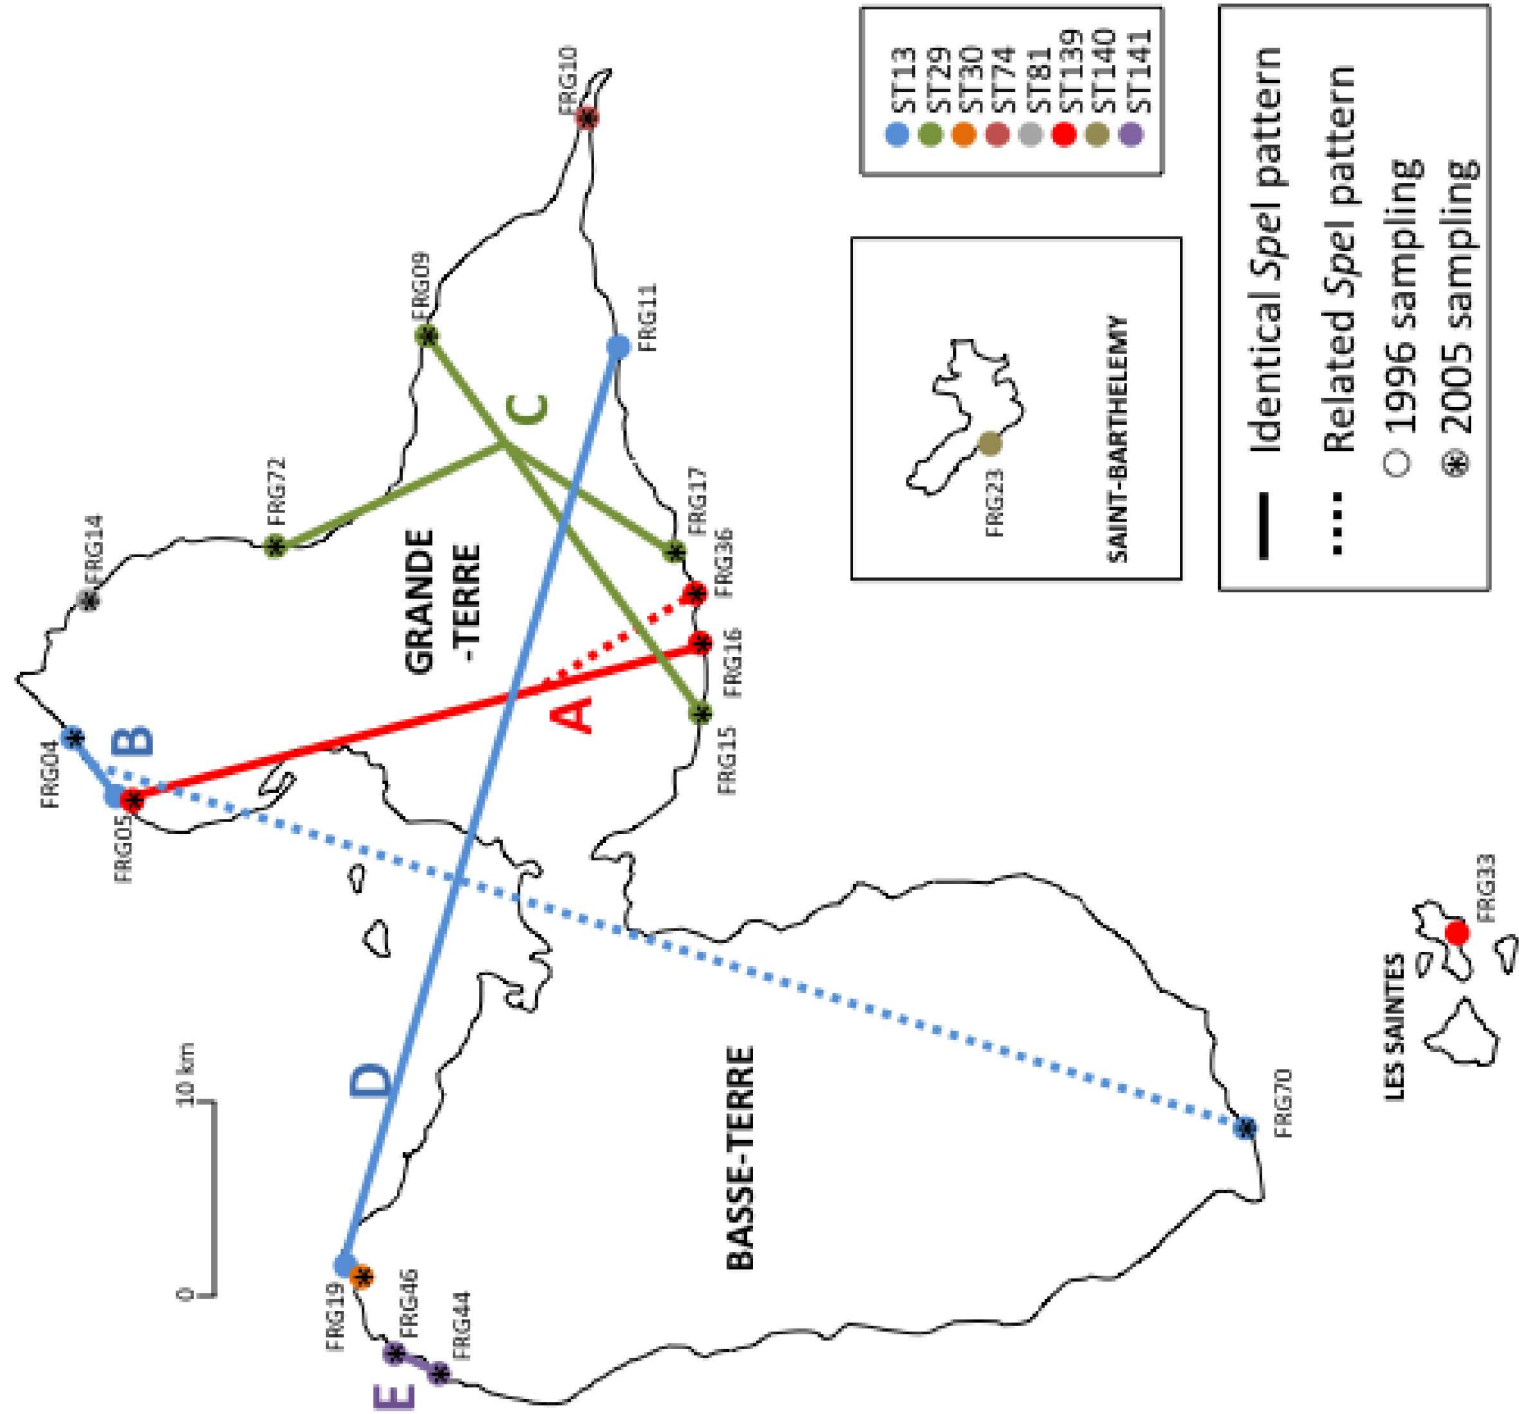 0
10 km
FRG04
B
FRG05
FRG14
FRG72
FRG09
FRG10
FRG11
C
GRANDE
-TERRE
A
FRG17
FRG36
FRG16
FRG15
D
FRG19
FRG46
FRG44
E
BASSE-TERRE
FRG70
LES SAINTES
FRG33
FRG23
SAINT-BARTHELEMY
ST13
ST29
ST30
ST74
ST81
ST139
ST140
ST141
Identical SpeI pattern
Related SpeI pattern
1996 sampling
2005 sampling